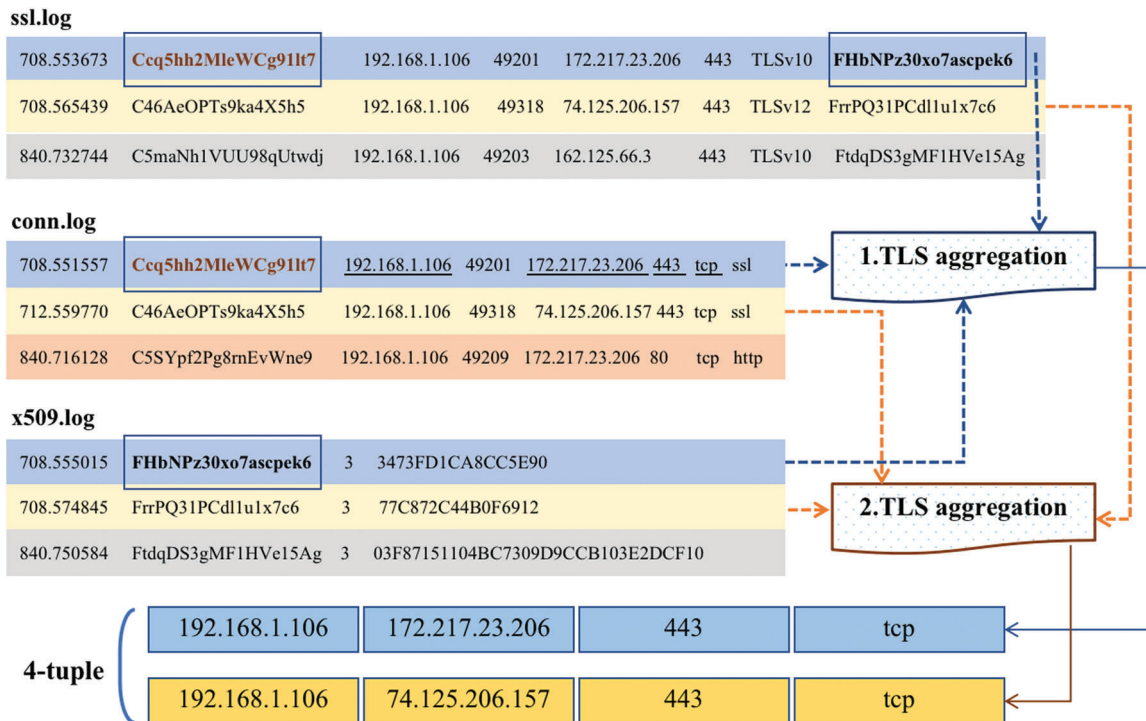 ssl.log
708.553673 Ccq5hh2MleWCg91lt7 192.168.1.106 49201 172.217.23.206 443 TLSv10 FHbNPz30xo7ascpek6
708.565439 C46AeOPTs9ka4X5h5 192.168.1.106 49318 74.125.206.157 443 TLSv12 FrrPQ31PCdl1u1x7c6
840.732744 C5maNh1VUU98qUtwdj 192.168.1.106 49203 162.125.66.3 443 TLSv10 FtdqDS3gMF1HVe15Ag
conn.log
708.551557 Ccq5hh2MleWCg91lt7 192.168.1.106 49201 172.217.23.206 443 tcp ssl
1.TLS aggregation
712.559770 C46AeOPTs9ka4X5h5 192.168.1.106 49318 74.125.206.157 443 tcp ssl
840.716128 C5SYpf2Pg8rnEvWne9 192.168.1.106 49209 172.217.23.206 80 tcp http
x509.log
708.555015 FHbNPz30xo7ascpek6 3 3473FD1CA8CC5E90
708.574845 FrrPQ31PCdl1u1x7c6 3 77C872C44B0F6912
2.TLS aggregation
840.750584 FtdqDS3gMF1HVe15Ag 3 03F87151104BC7309D9CCB103E2DCF10
4-tuple
192.168.1.106 172.217.23.206 443 tcp
192.168.1.106 74.125.206.157 443 tcp